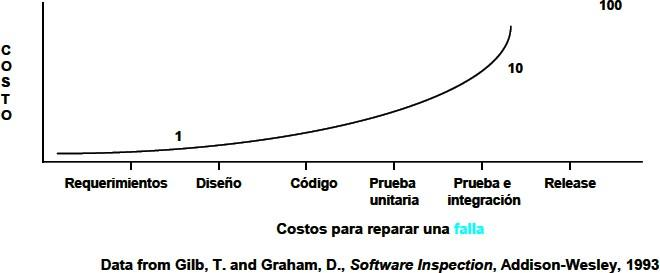 100
COSTO
10
1
Requerimientos Diseño Código Prueba unitaria Prueba e integración Release
Costos para reparar una falla
Data from Gilb, T. and Graham, D., Software Inspection, Addison-Wesley, 1993